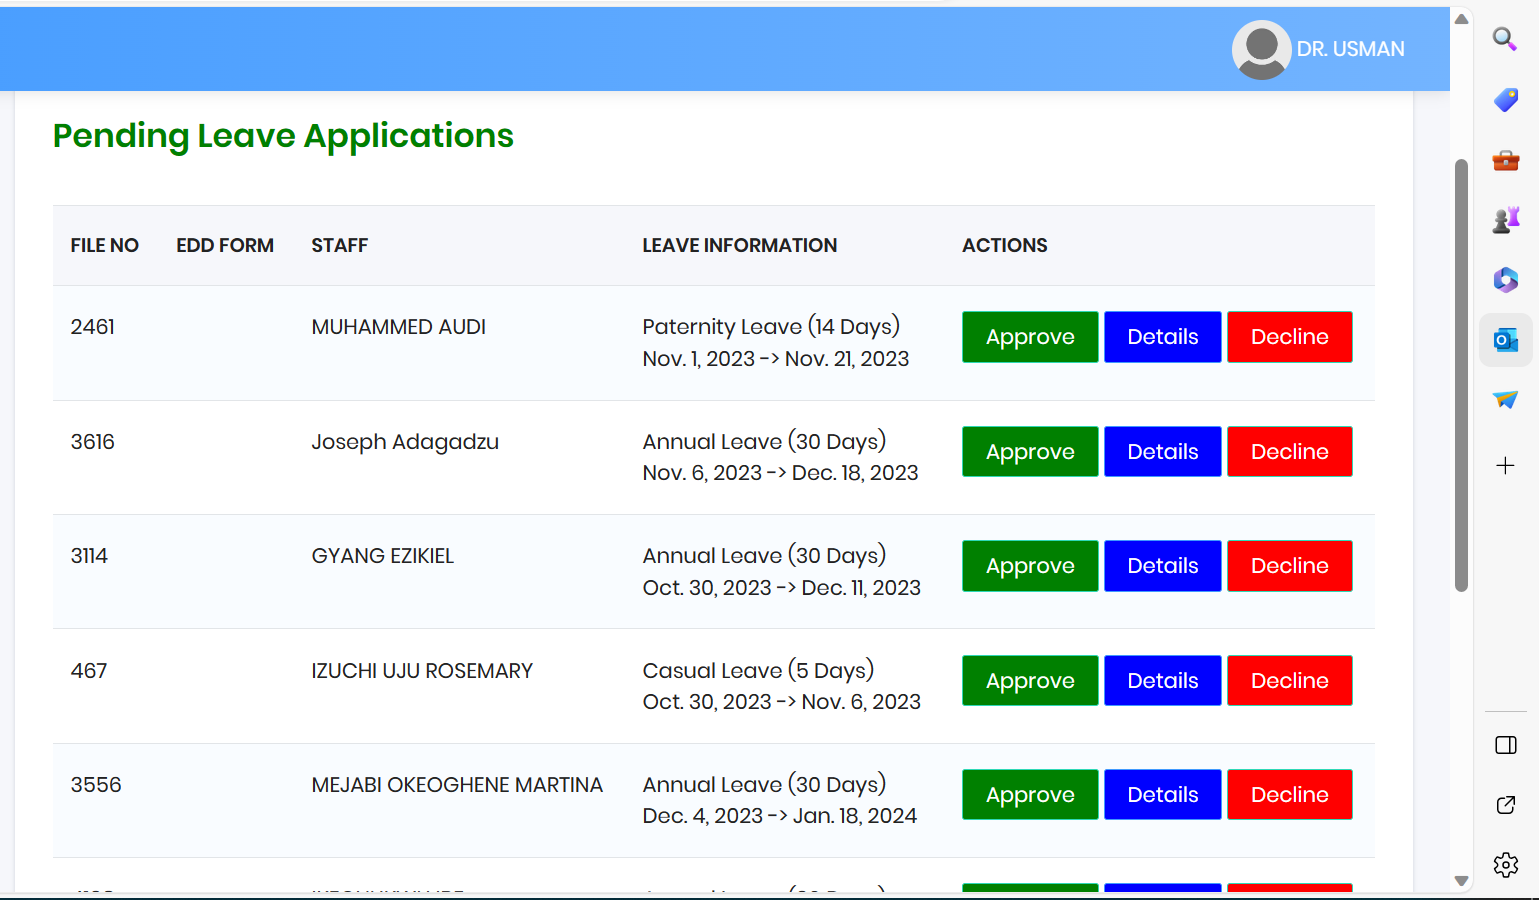 DR. USMAN
Pending Leave Applications
FILE NO EDD FORM STAFF LEAVE INFORMATION ACTIONS
2461 MUHAMMED AUDI Paternity Leave (14 Days) Approve Details Decline
Nov. 1, 2023 -> Nov. 21, 2023
3616 Joseph Adagadzu Annual Leave (30 Days) Approve Details Decline
Nov. 6, 2023 -> Dec. 18, 2023
3114 GYANG EZIKIEL Annual Leave (30 Days) Approve Details Decline
Oct. 30, 2023 -> Dec. 11, 2023
467 IZUCHI UJU ROSEMARY Casual Leave (5 Days) Approve Details Decline
Oct. 30, 2023 -> Nov. 6, 2023
3556 MEJABI OKEOGHENE MARTINA Annual Leave (30 Days) Approve Details Decline
Dec. 4, 2023 -> Jan. 18, 2024